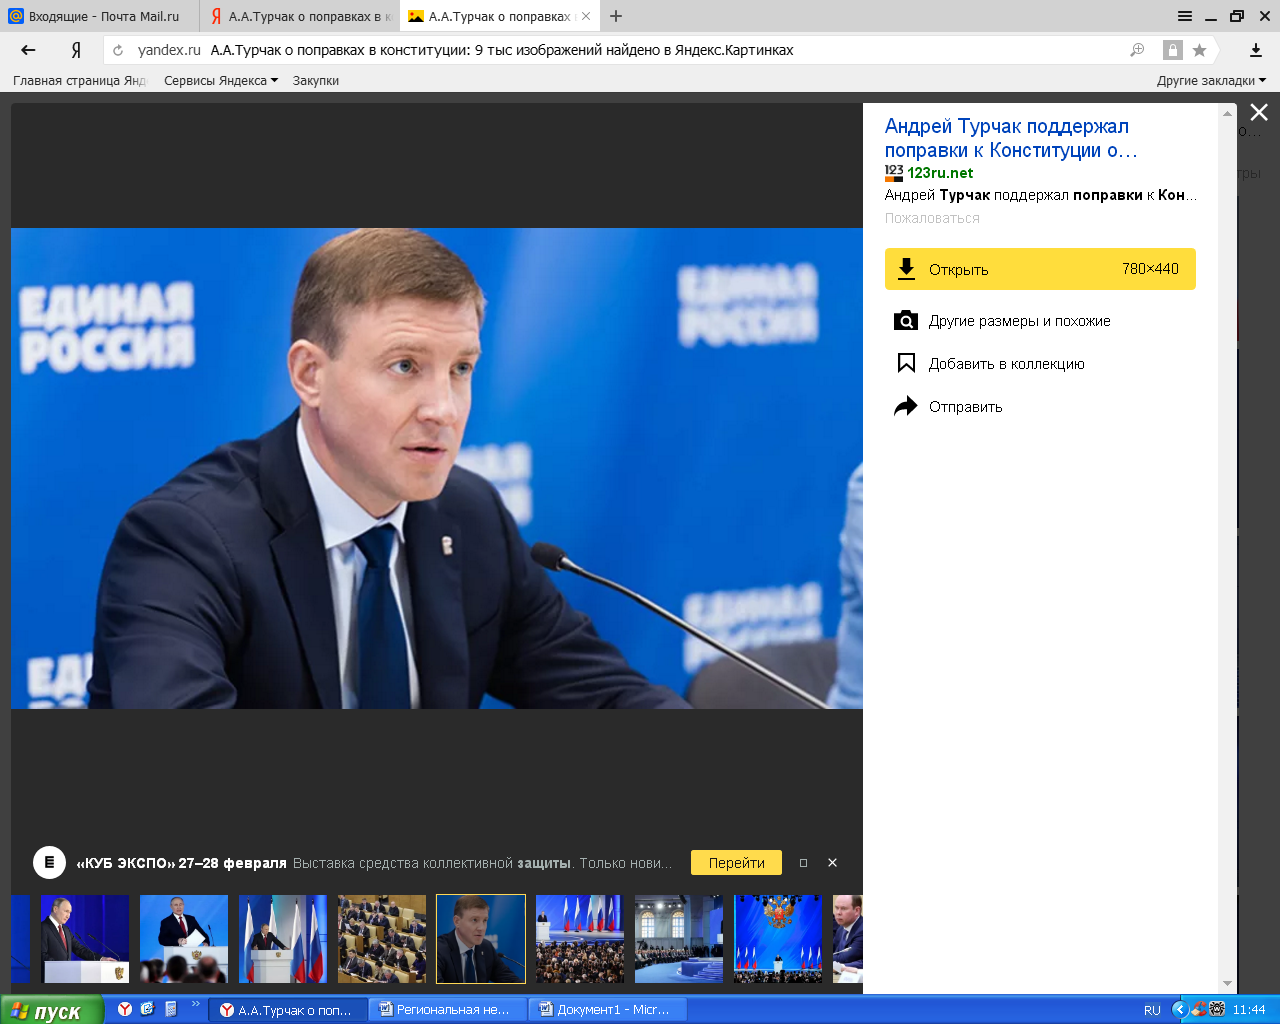 Входящие - Почта Mail.ru
А.А.Турчак о поправках в к
А.А.Турчак о поправках
yandex.ru А.А.Турчак о поправках в конституции: 9 тыс изображений найдено в Яндекс.Картинках
Главная страница Янд
Сервисы Яндекса
Закупки
Другие закладки
Андрей Турчак поддержал
поправки к Конституции о…
123 123ru.net
Андрей Турчак поддержал поправки к Кон...
Пожаловаться
Открыть 780×440
Другие размеры и похожие
Добавить в коллекцию
Отправить
ЕДИНАЯ
РОССИЯ
ЕДИНАЯ
РОССИЯ
ЕДИНАЯ
РОССИЯ
«КУБ ЭКСПО» 27–28 февраля Выставка средства коллективной защиты. Только нови...
Перейти
пуск
А.А.Турчак о поп...
Региональная не...
Документ1 - Micr...
RU
11:44